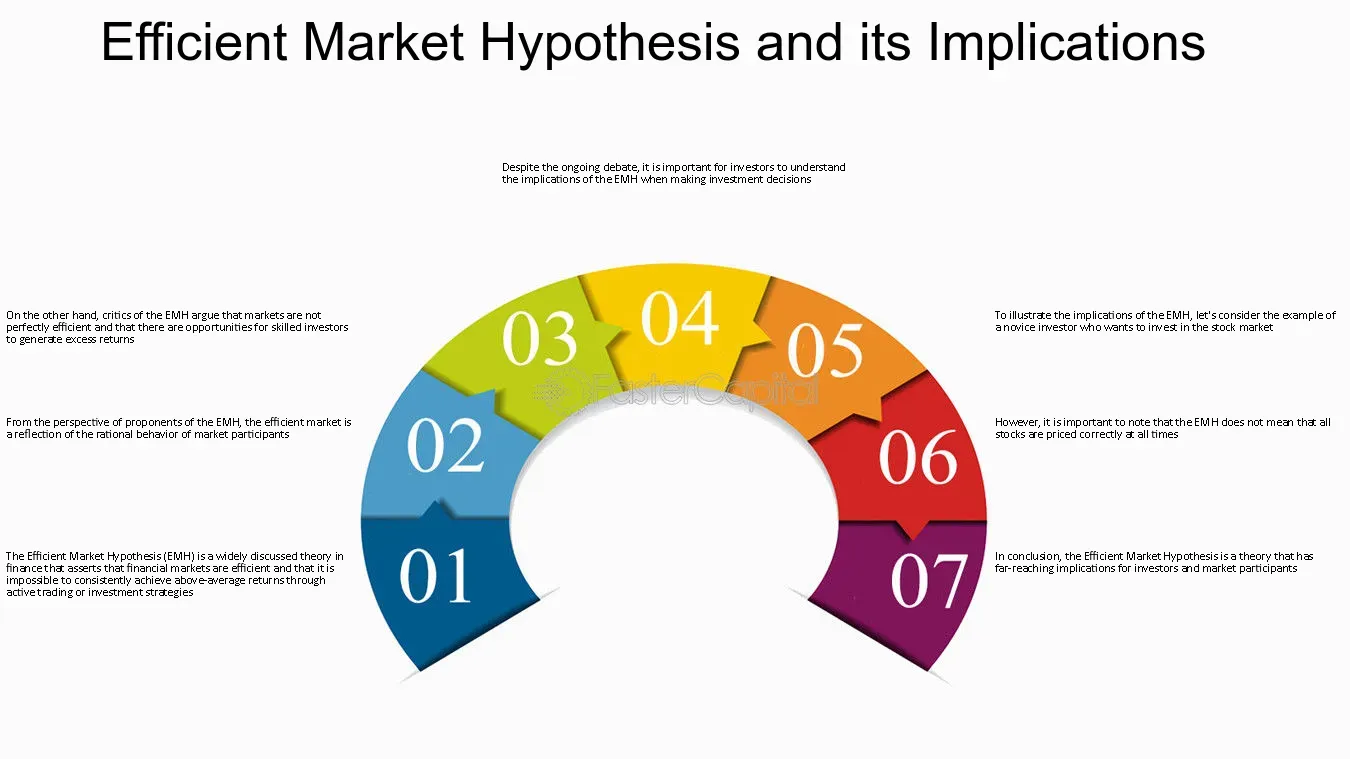 Efficient Market Hypothesis and its Implications
Despite the ongoing debate, it is important for investors to understand
the implications of the EMH when making investment decisions
On the other hand, critics of the EMH argue that markets are not
perfectly efficient and that there are opportunities for skilled investors
to generate excess returns
From the perspective of proponents of the EMH, the efficient market is
a reflection of the rational behavior of market participants
The Efficient Market Hypothesis (EMH) is a widely discussed theory in
finance that asserts that financial markets are efficient and that it is
impossible to consistently achieve above-average returns through
active trading or investment strategies
01
02
03
04
05
06
07
FasterCapital
To illustrate the implications of the EMH, let's consider the example of
a novice investor who wants to invest in the stock market
However, it is important to note that the EMH does not mean that all
stocks are priced correctly at all times
In conclusion, the Efficient Market Hypothesis is a theory that has
far-reaching implications for investors and market participants